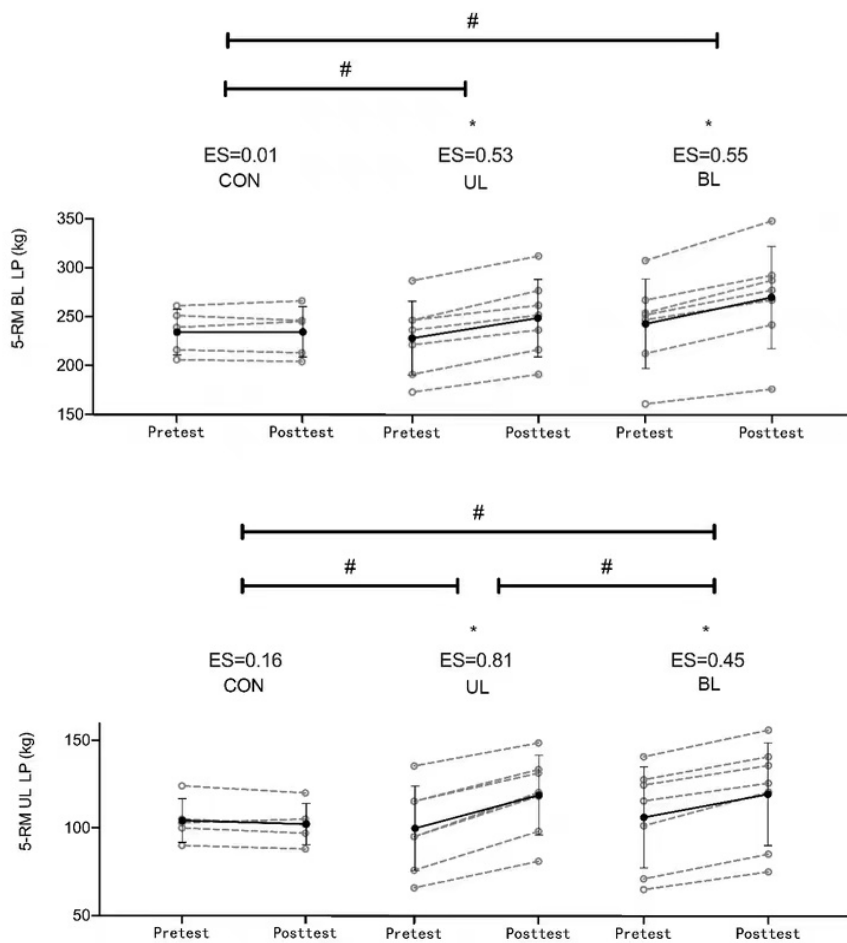 #
#
* *
ES=0.01 ES=0.53 ES=0.55
CON UL BL
5-RM BL LP (kg)
350
300
250
200
150
Pretest Posttest Pretest Posttest Pretest Posttest
#
# #
* *
ES=0.16 ES=0.81 ES=0.45
CON UL BL
5-RM UL LP (kg)
150
100
50
Pretest Posttest Pretest Posttest Pretest Posttest